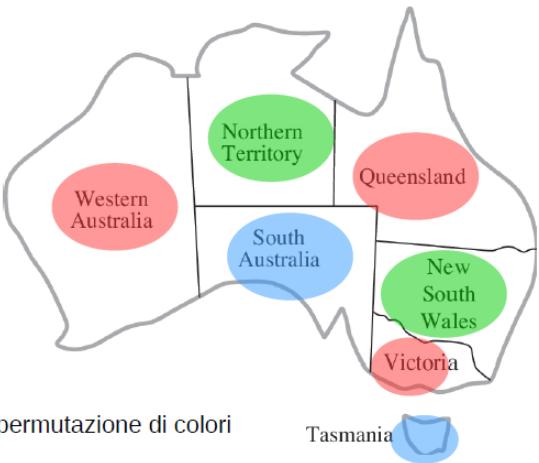 Northern
Territory
Western
Australia
Queensland
South
Australia
New
South
Wales
Victoria
permutazione di colori
Tasmania